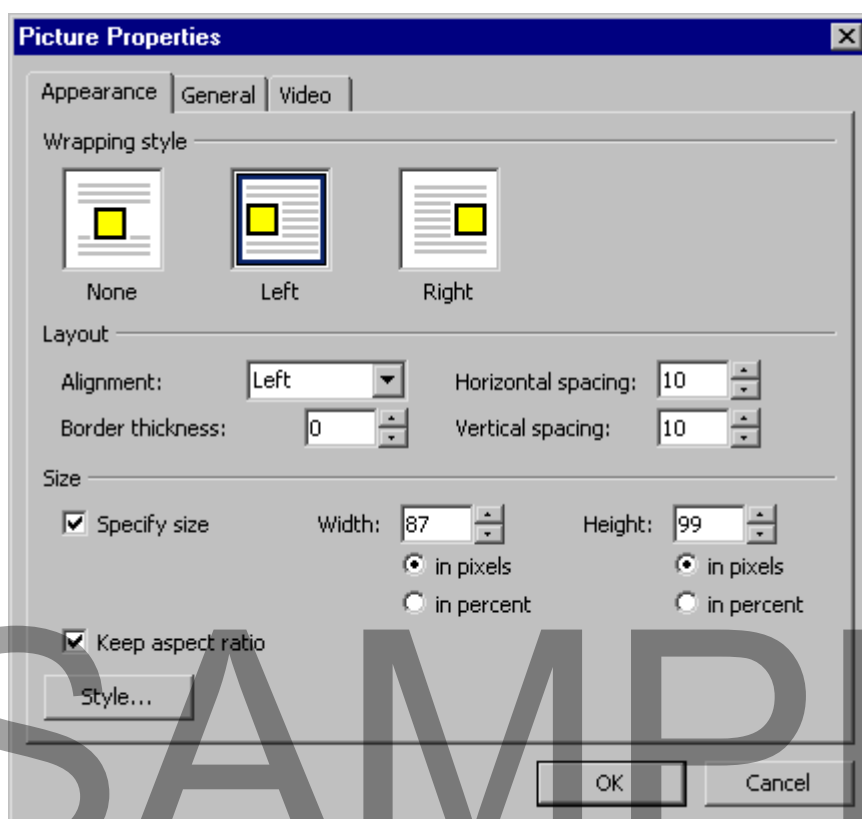 Picture Properties
Appearance General Video
Wrapping style
None Left Right
Layout
Alignment: Left Horizontal spacing: 10
Border thickness: 0 Vertical spacing: 10
Size
Specify size Width: 87 Height: 99
in pixels in pixels
in percent in percent
Keep aspect ratio
Style...
OK Cancel